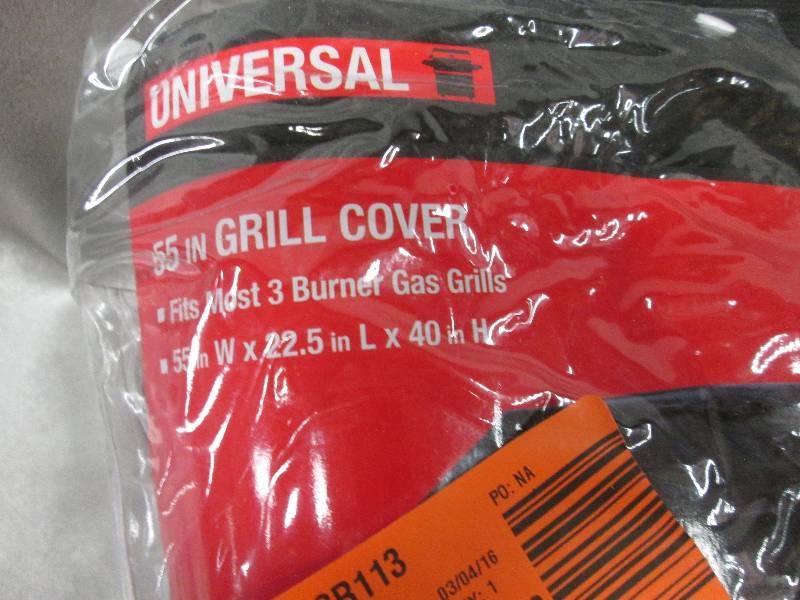 UNIVERSAL
55 IN GRILL COVER
▪ Fits Most 3 Burner Gas Grills
▪ 55 in W x 22.5 in L x 40 in H
PO: NA
03/04/16